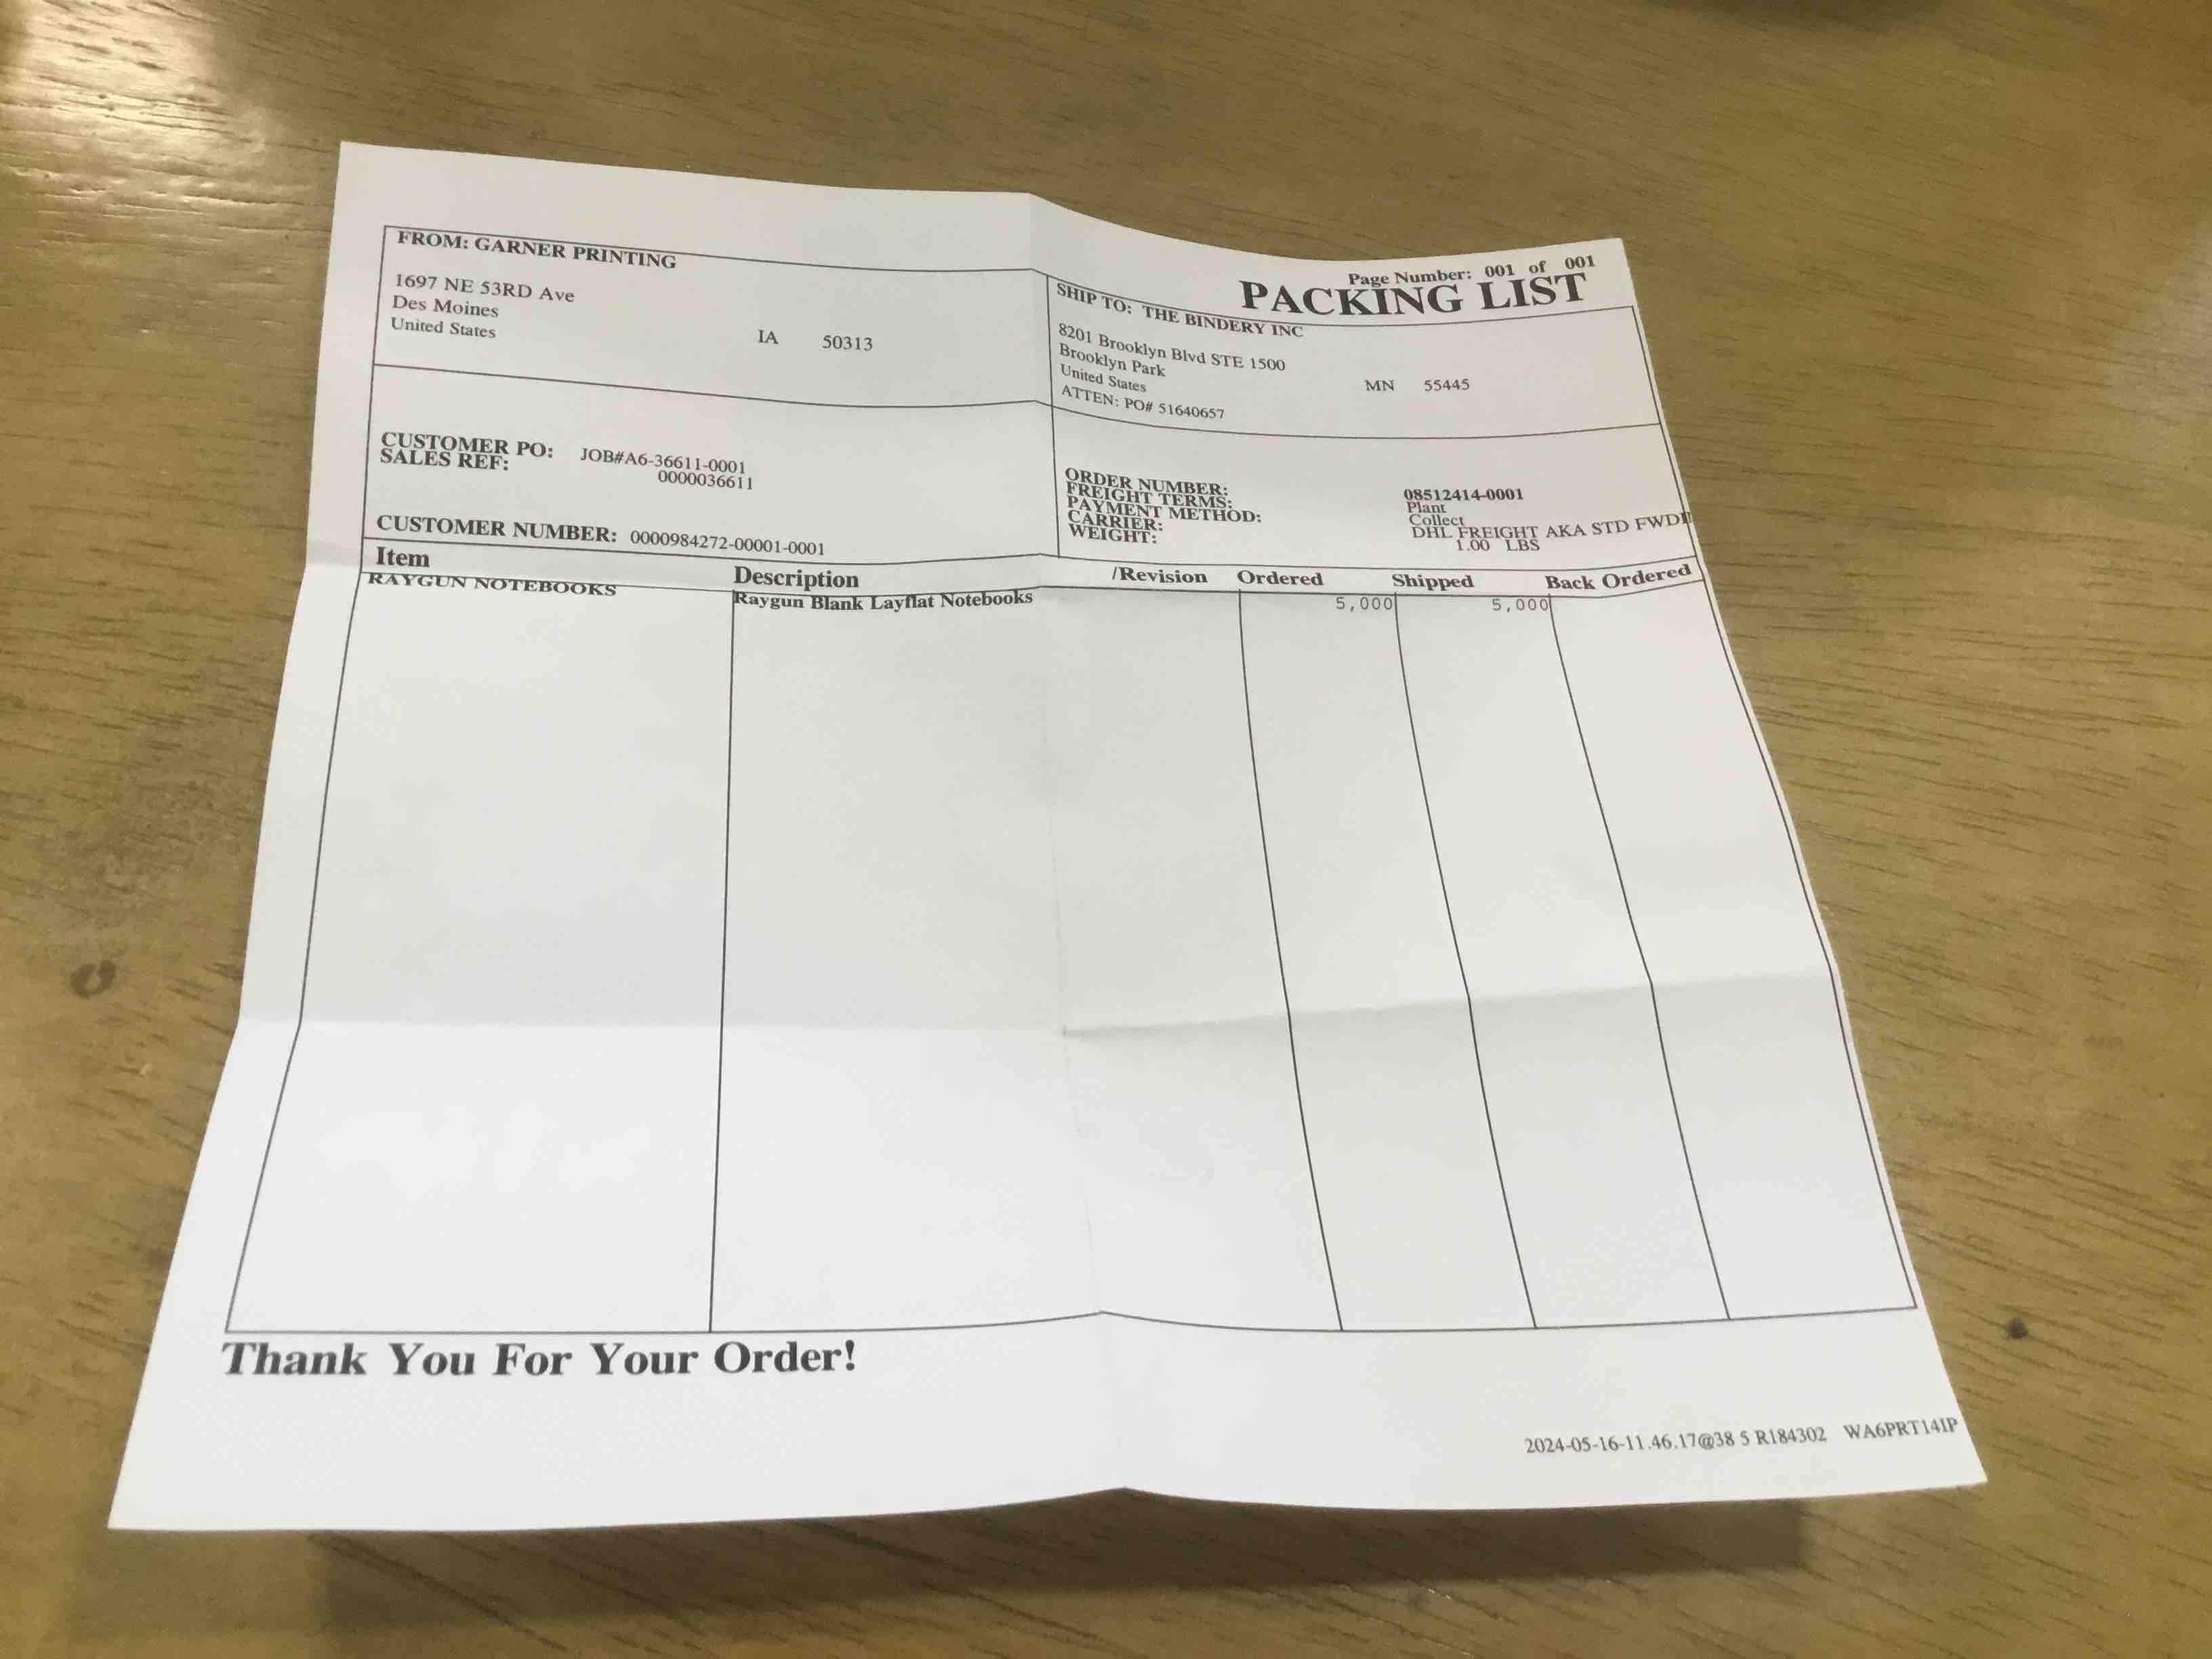 Page Number: 001 of 001
PACKING LIST
FROM: GARNER PRINTING
1697 NE 53RD Ave
Des Moines
IA 50313
United States
SHIP TO: THE BINDERY INC
8201 Brooklyn Blvd STE 1500
Brooklyn Park
MN 55445
United States
ATTEN: PO# 51640657
CUSTOMER PO: JOB#A6-36611-0001
SALES REF: 0000036611
CUSTOMER NUMBER: 0000984272-00001-0001
ORDER NUMBER: 08512414-0001
FREIGHT TERMS: Plant
PAYMENT METHOD: Collect
CARRIER: DHL FREIGHT AKA STD FWD
WEIGHT: 1.00 LBS
Item Description /Revision Ordered Shipped Back Ordered
RAYGUN NOTEBOOKS Raygun Blank Layflat Notebooks 5,000 5,000
Thank You For Your Order!
2024-05-16-11.46.17@38 5 R184302 WA6PRT14IP